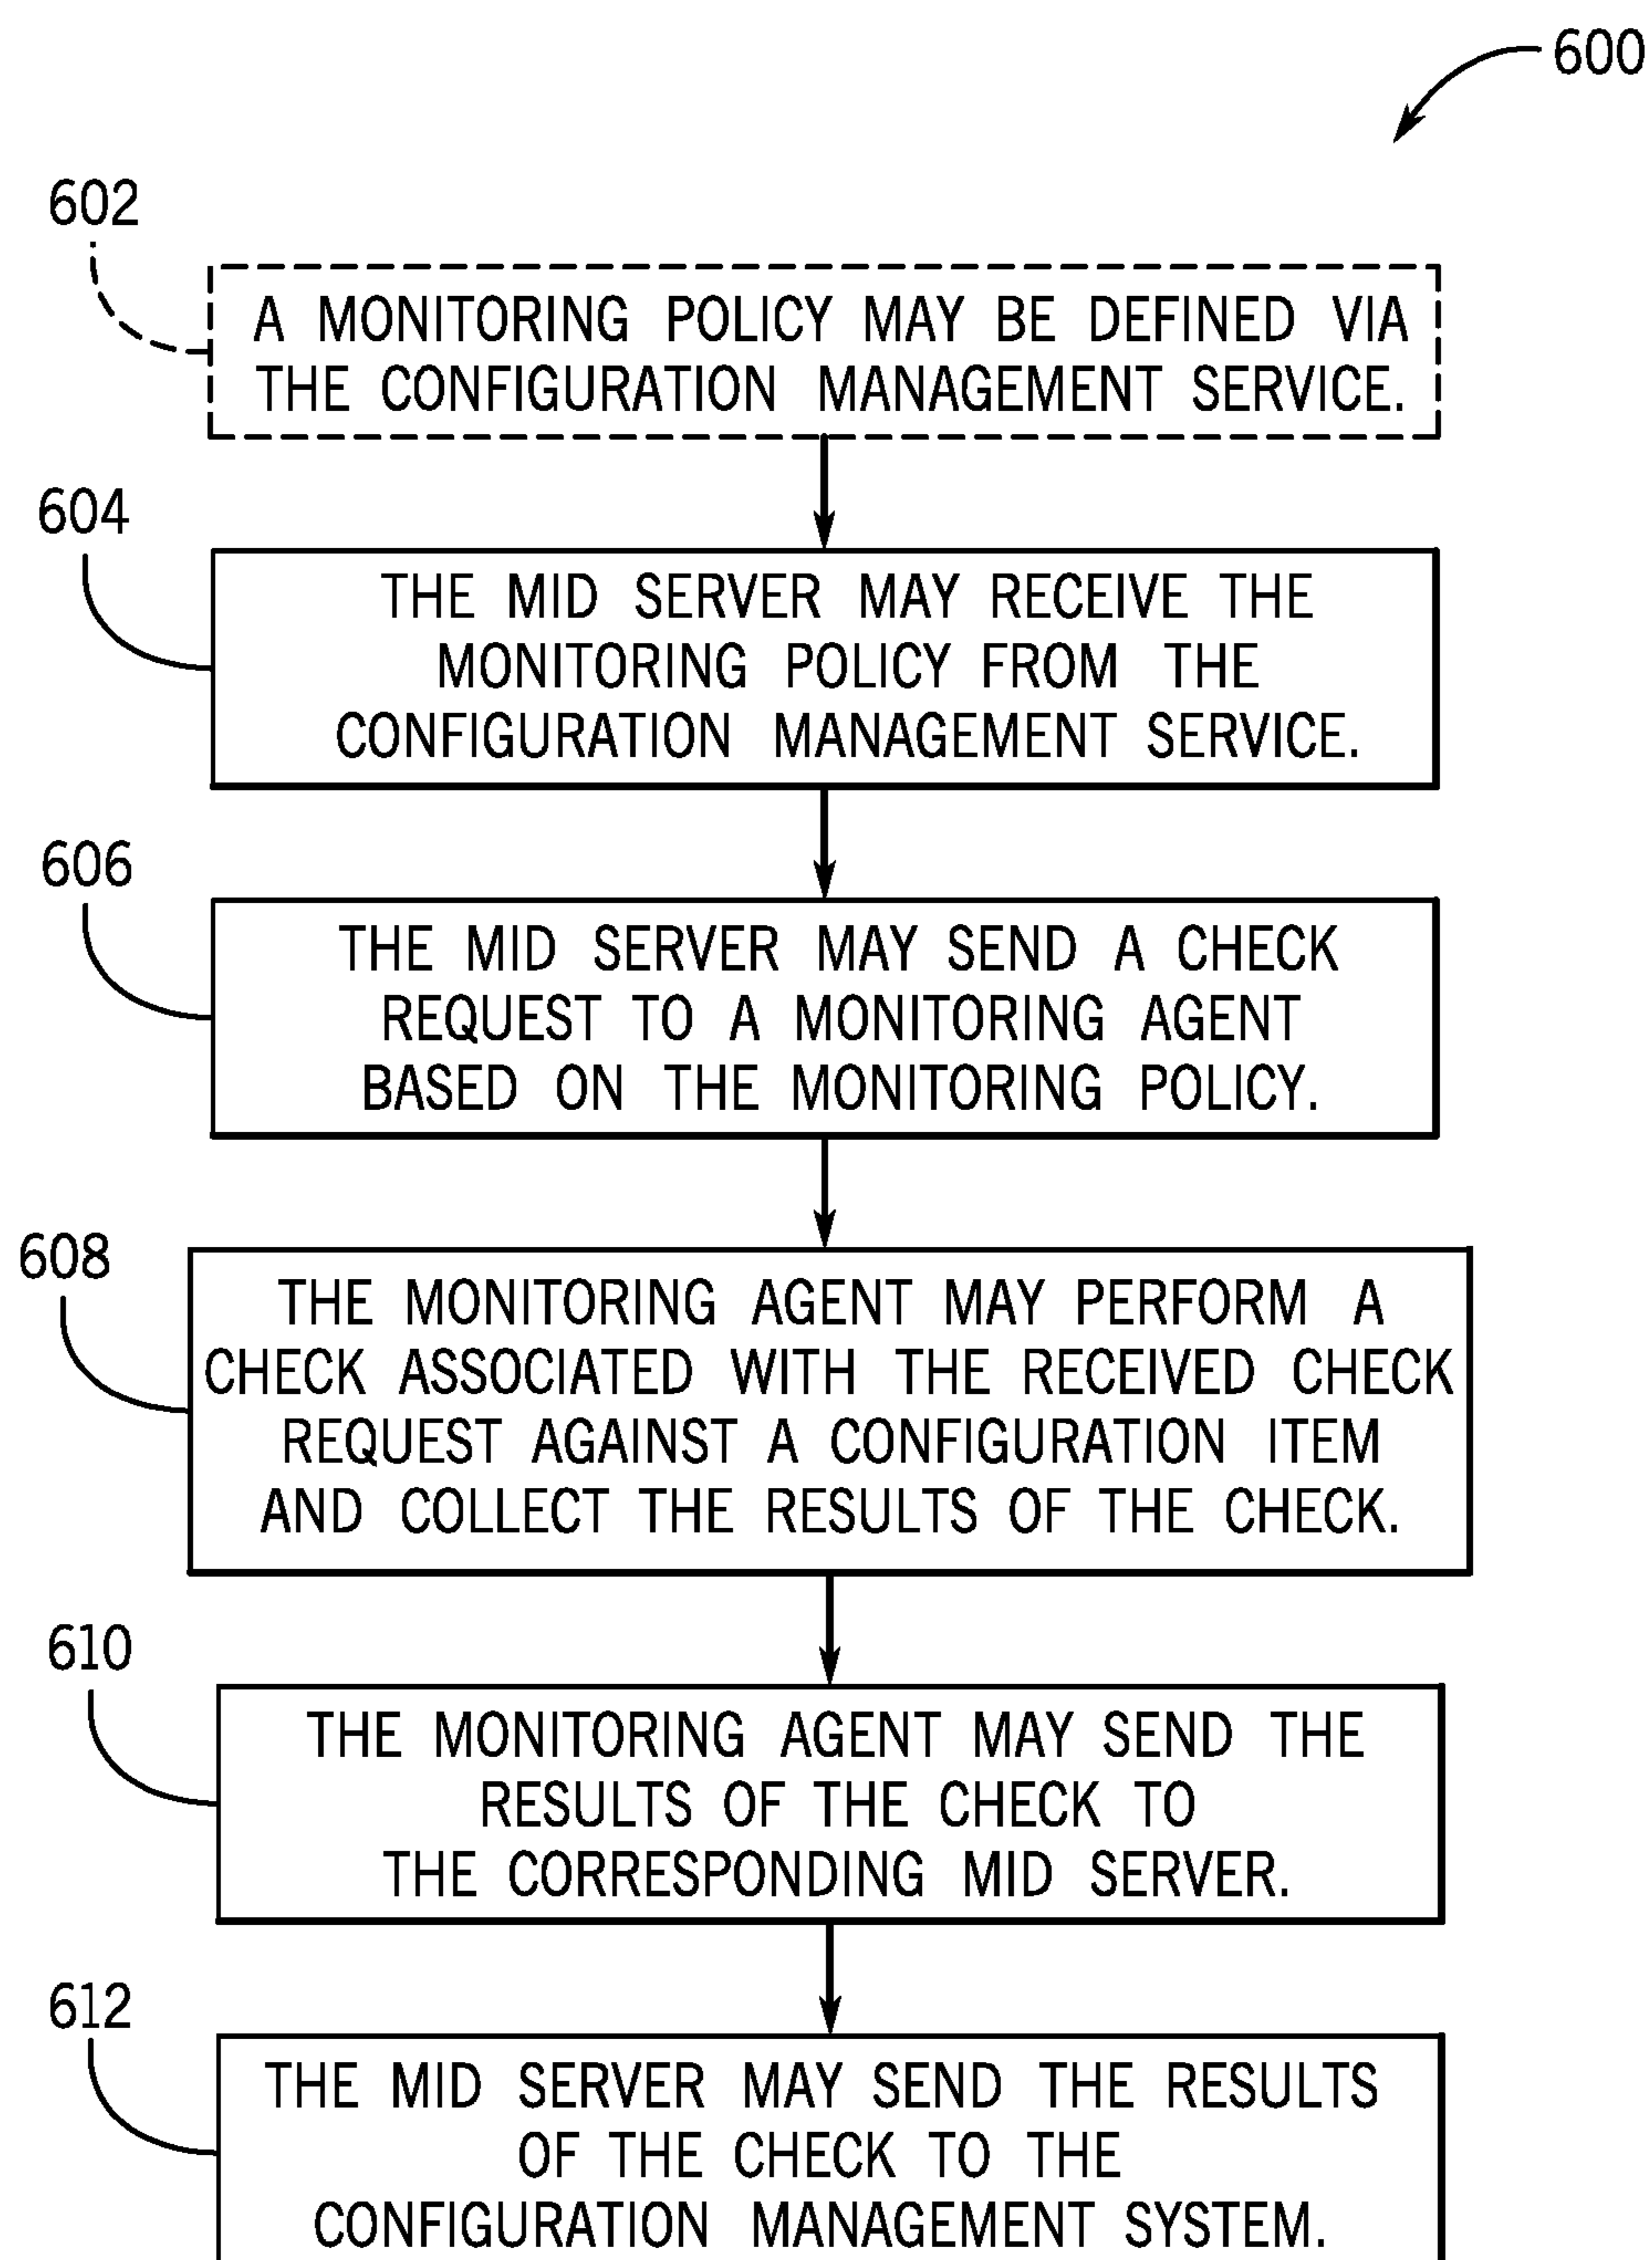 600
602
A MONITORING POLICY MAY BE DEFINED VIA
THE CONFIGURATION MANAGEMENT SERVICE.
604
THE MID SERVER MAY RECEIVE THE
MONITORING POLICY FROM THE
CONFIGURATION MANAGEMENT SERVICE.
606
THE MID SERVER MAY SEND A CHECK
REQUEST TO A MONITORING AGENT
BASED ON THE MONITORING POLICY.
608
THE MONITORING AGENT MAY PERFORM A
CHECK ASSOCIATED WITH THE RECEIVED CHECK
REQUEST AGAINST A CONFIGURATION ITEM
AND COLLECT THE RESULTS OF THE CHECK.
610
THE MONITORING AGENT MAY SEND THE
RESULTS OF THE CHECK TO
THE CORRESPONDING MID SERVER.
612
THE MID SERVER MAY SEND THE RESULTS
OF THE CHECK TO THE
CONFIGURATION MANAGEMENT SYSTEM.